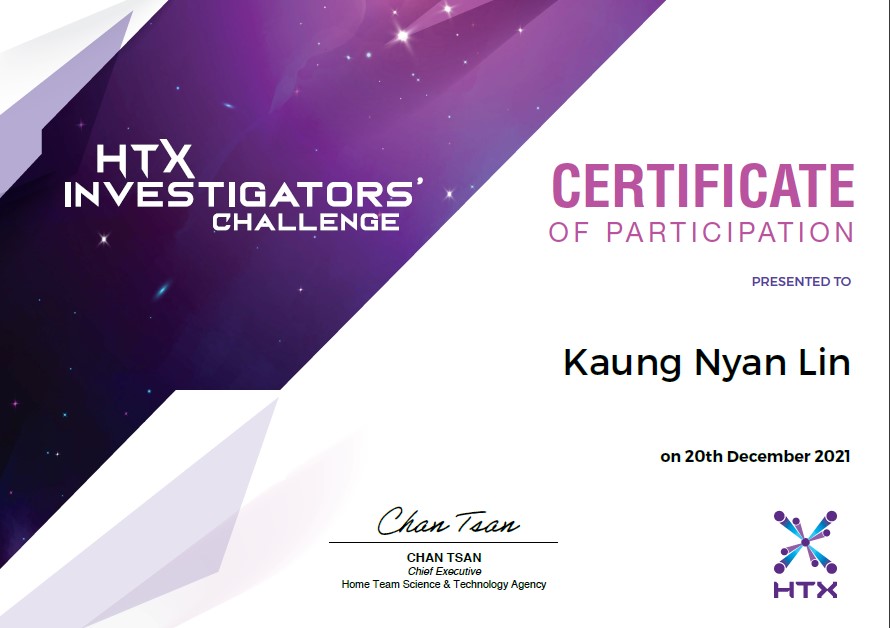 HTX
INVESTIGATORS'
CHALLENGE
CERTIFICATE
OF PARTICIPATION
PRESENTED TO
Kaung Nyan Lin
on 20th December 2021
Chan Tsan
CHAN TSAN
Chief Executive
Home Team Science & Technology Agency
HTX